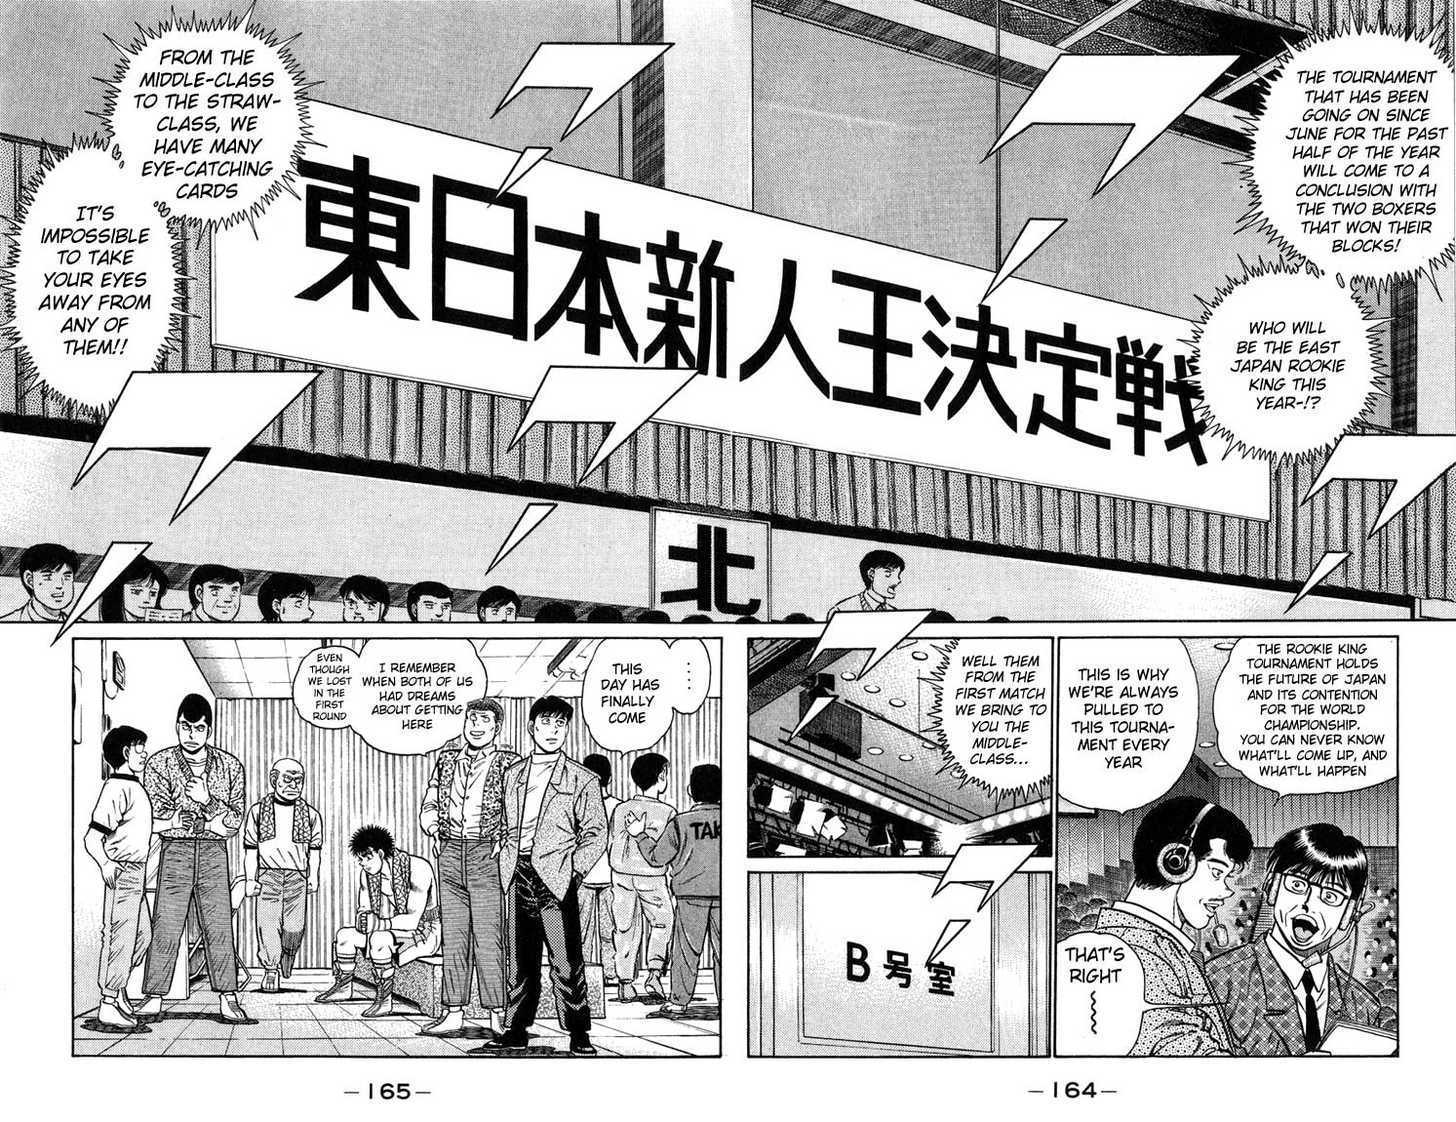 THE TOURNAMENT
THAT HAS BEEN
GOING ON SINCE
JUNE FOR THE PAST
HALF OF THE YEAR
WILL COME TO A
CONCLUSION WITH
THE TWO BOXERS
THAT WON THEIR
BLOCKS!
WHO WILL
BE THE EAST
JAPAN ROOKIE
KING THIS
YEAR-!?
東日本新人王決定戦
北
FROM THE
MIDDLE-CLASS
TO THE STRAW-
CLASS, WE
HAVE MANY
EYE-CATCHING
CARDS
IT'S
IMPOSSIBLE
TO TAKE
YOUR EYES
AWAY FROM
ANY OF
THEM!!
THE ROOKIE KING
TOURNAMENT HOLDS
THE FUTURE OF JAPAN
AND ITS CONTENTION
FOR THE WORLD
CHAMPIONSHIP.
YOU CAN NEVER KNOW
WHAT'LL COME UP, AND
WHAT'LL HAPPEN
THIS IS WHY
WE'RE ALWAYS
PULLED TO
THIS TOURNA-
MENT EVERY
YEAR
THAT'S
RIGHT
WELL THEM
FROM THE
FIRST MATCH
WE BRING TO
YOU THE
MIDDLE-
CLASS...
B号室
-164-
......
THIS
DAY HAS
FINALLY
COME
I REMEMBER
WHEN BOTH OF US
HAD DREAMS
ABOUT GETTING
HERE
EVEN
THOUGH
WE LOST
IN THE
FIRST
ROUND
TAK
-165-